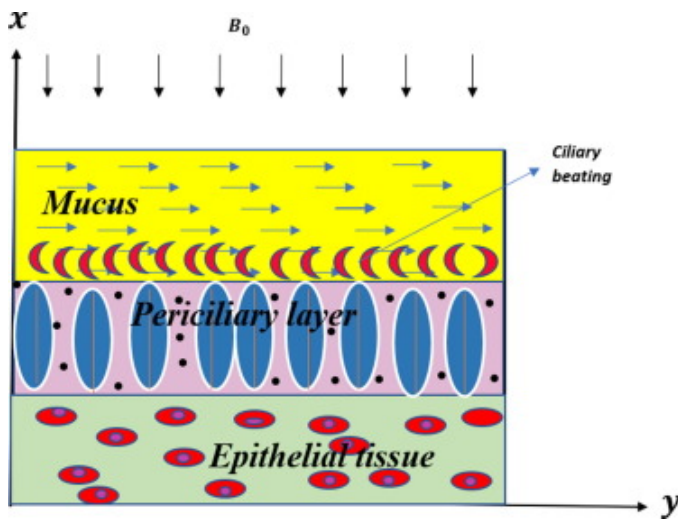 x
B₀
Ciliary
beating
Mucus
Periciliary layer
Epithelial tissue
y